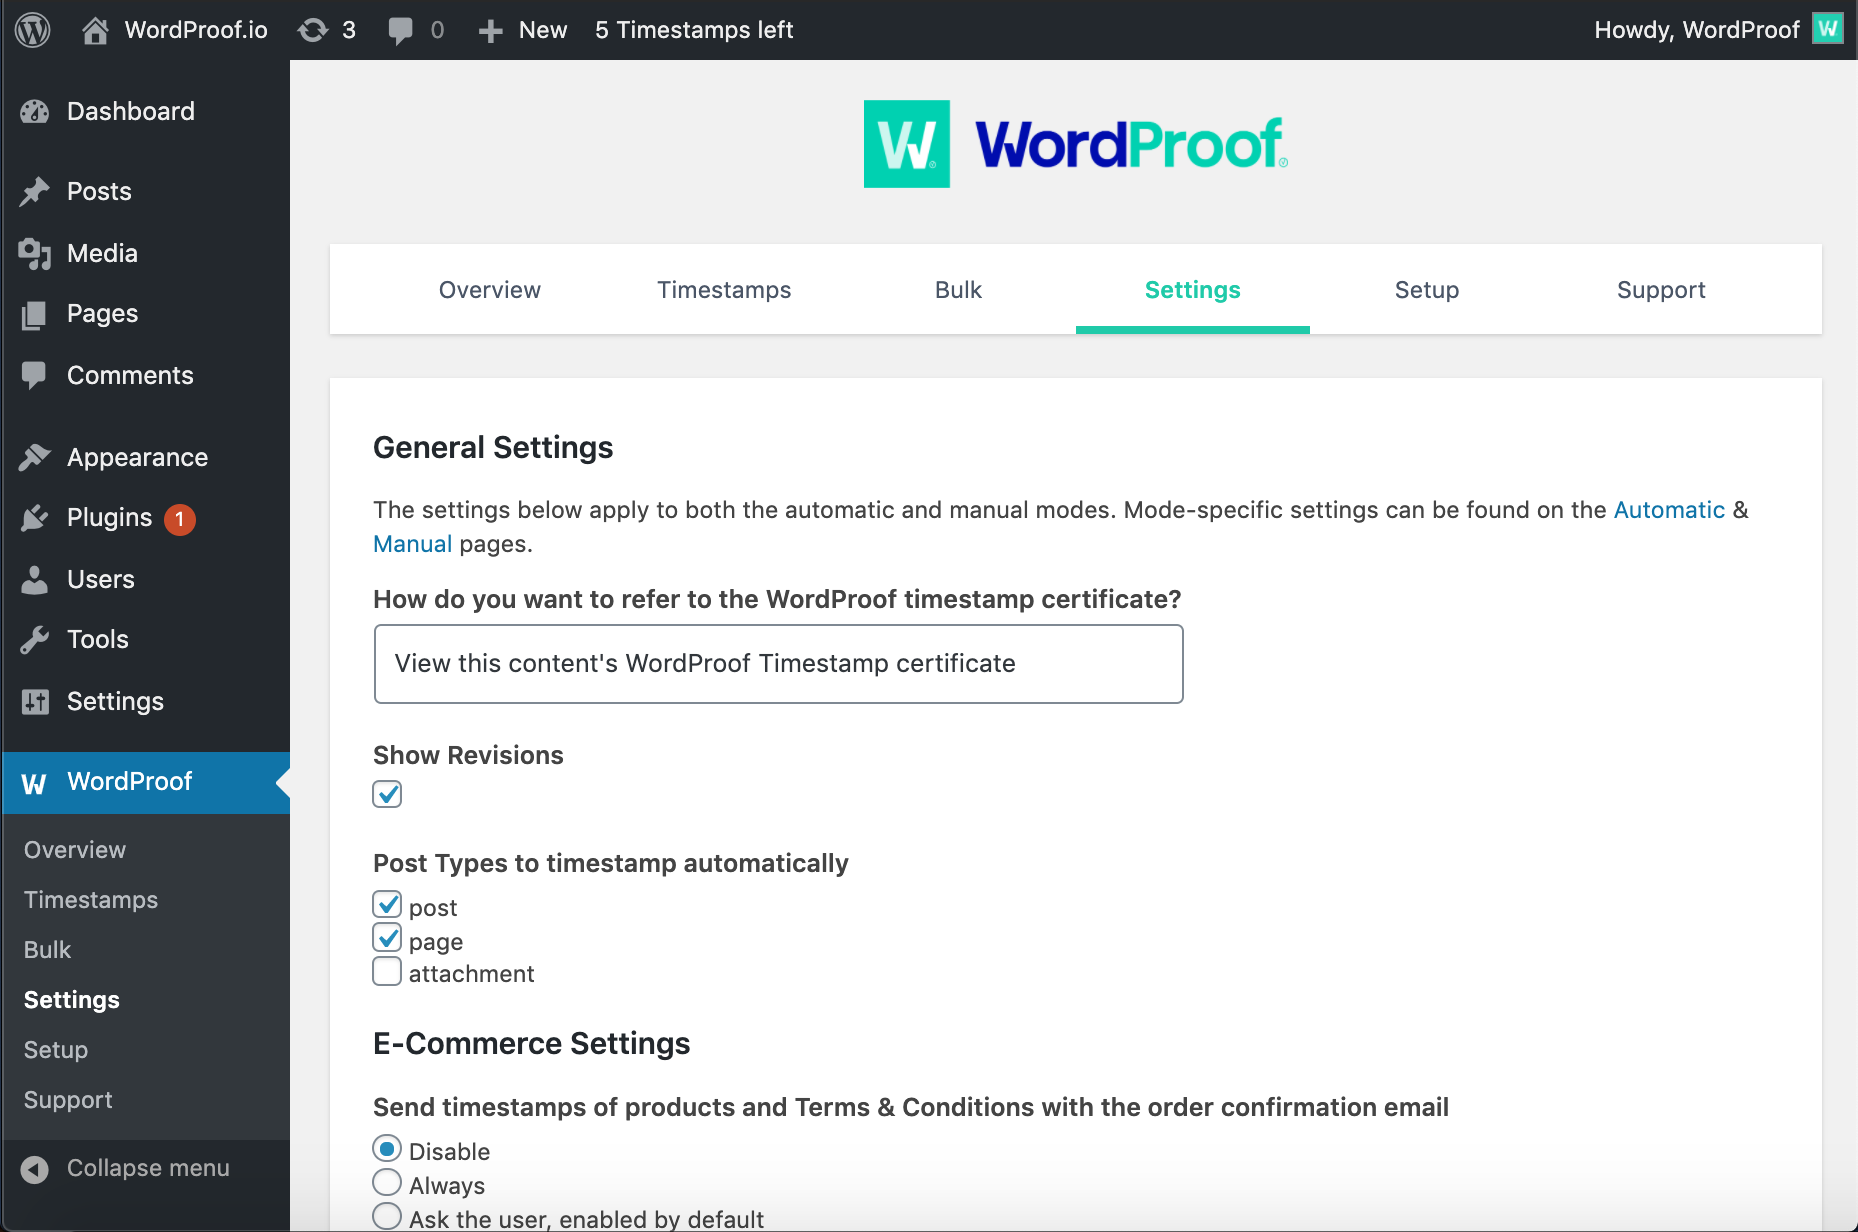 WordProof.io 3 0 New 5 Timestamps left Howdy, WordProof W
Dashboard
Posts
Media
Pages
Comments
Appearance
Plugins 1
Users
Tools
Settings
W WordProof
Overview
Timestamps
Bulk
Settings
Setup
Support
Collapse menu
W WordProof
Overview Timestamps Bulk Settings Setup Support
General Settings
The settings below apply to both the automatic and manual modes. Mode-specific settings can be found on the Automatic &
Manual pages.
How do you want to refer to the WordProof timestamp certificate?
View this content's WordProof Timestamp certificate
Show Revisions
Post Types to timestamp automatically
post
page
attachment
E-Commerce Settings
Send timestamps of products and Terms & Conditions with the order confirmation email
Disable
Always
Ask the user, enabled by default